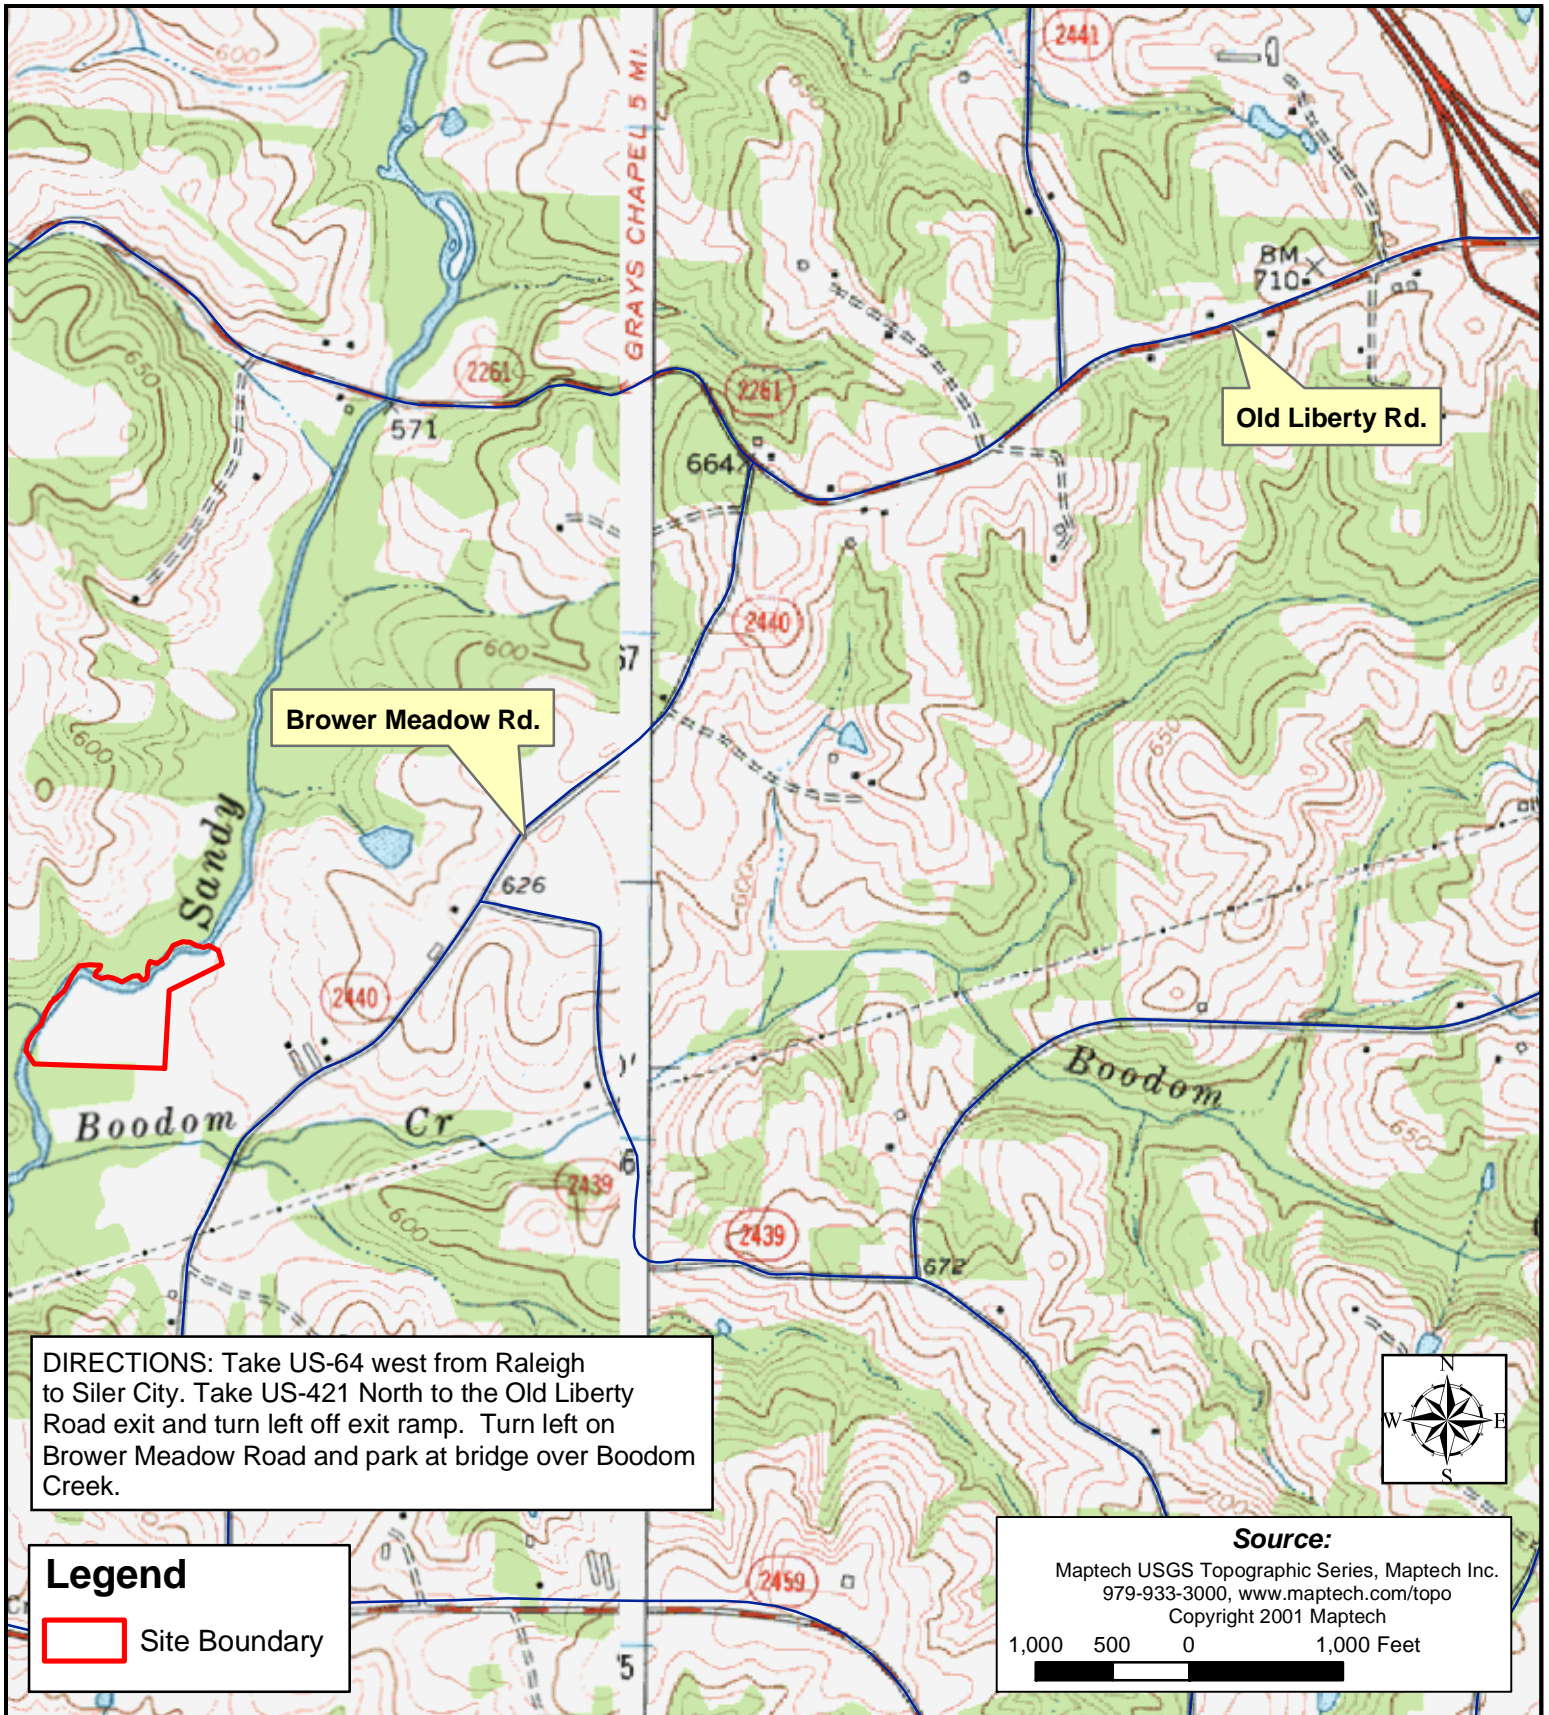 600
GRAYS CHAPEL 5 MI.
2441
650
BM
710
650
2261
2261
571
Old Liberty Rd.
664
2440
600
67
Brower Meadow Rd.
600
650
Sandy
626
600
2440
Boodom
Boodom
Cr
650
2439
600
2439
672
DIRECTIONS: Take US-64 west from Raleigh
to Siler City. Take US-421 North to the Old Liberty
Road exit and turn left off exit ramp. Turn left on
Brower Meadow Road and park at bridge over Boodom
Creek.
N
W
E
S
700
Legend
Site Boundary
2459
Source:
Maptech USGS Topographic Series, Maptech Inc.
979-933-3000, www.maptech.com/topo
Copyright 2001 Maptech
1,000 500 0 1,000 Feet